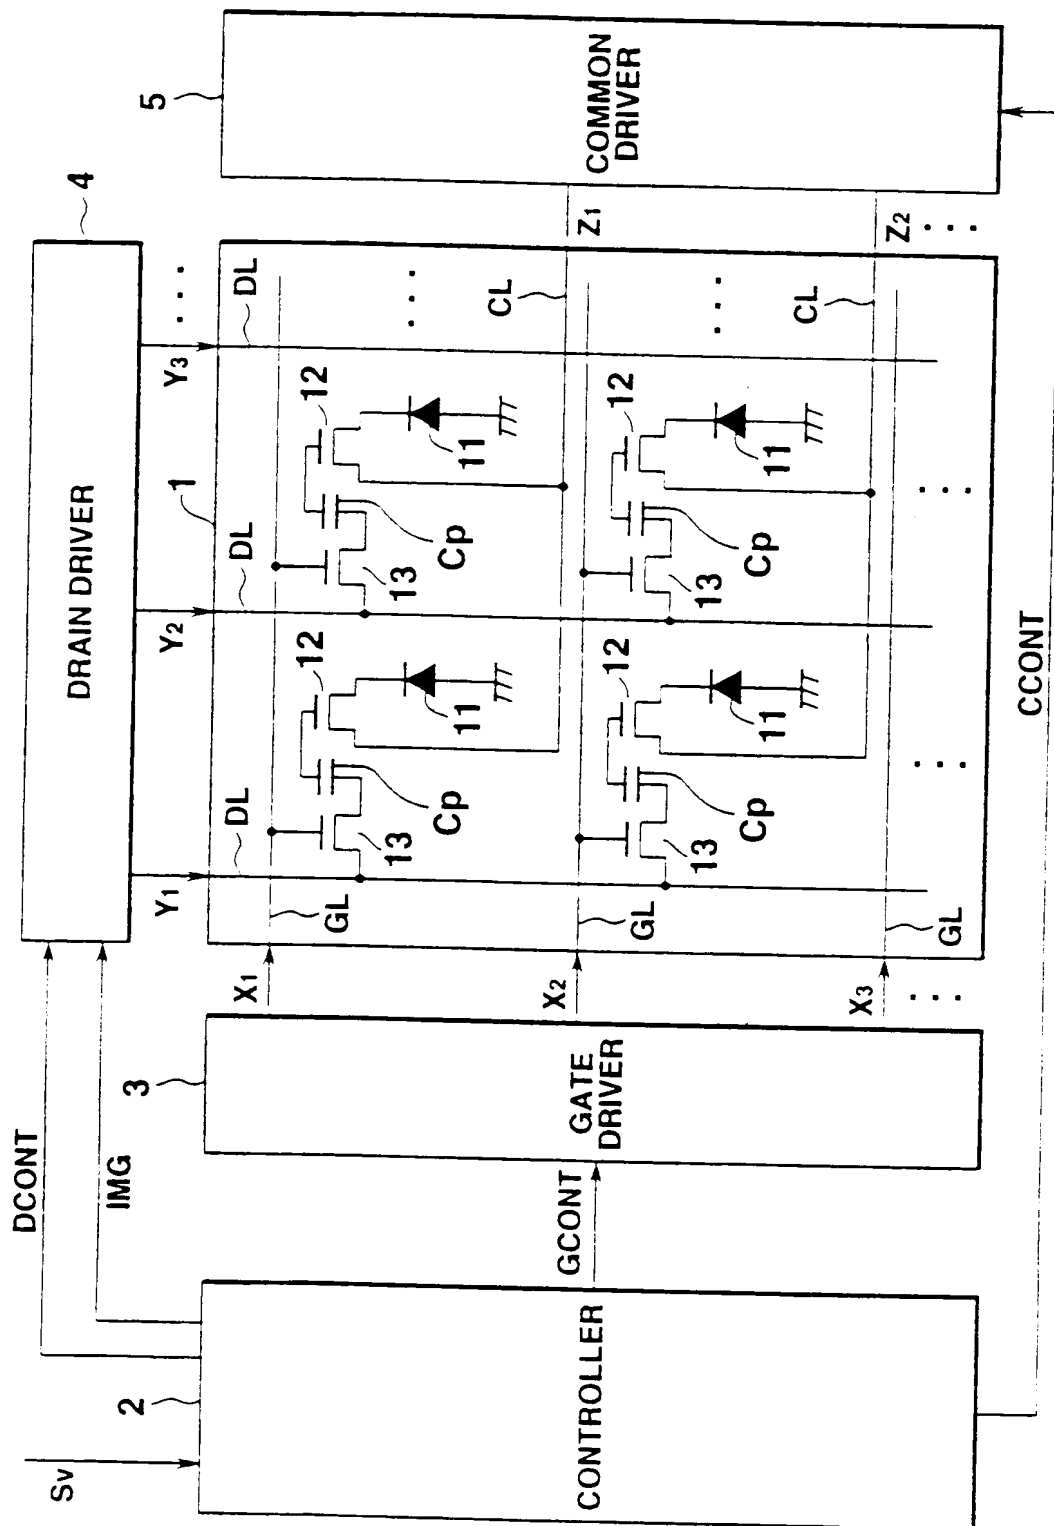 4
DRAIN DRIVER
DCONT
IMG
Y1
Y2
Y3
...
1
5
DL
DL
DL
X1
GL
12
12
13
13
Cp
Cp
11
11
...
CL
Z1
X2
GL
12
12
13
13
Cp
Cp
11
11
...
CL
Z2
...
X3
GL
...
...
...
3
GATE
DRIVER
COMMON
DRIVER
GCONT
Sv
2
CONTROLLER
CCONT